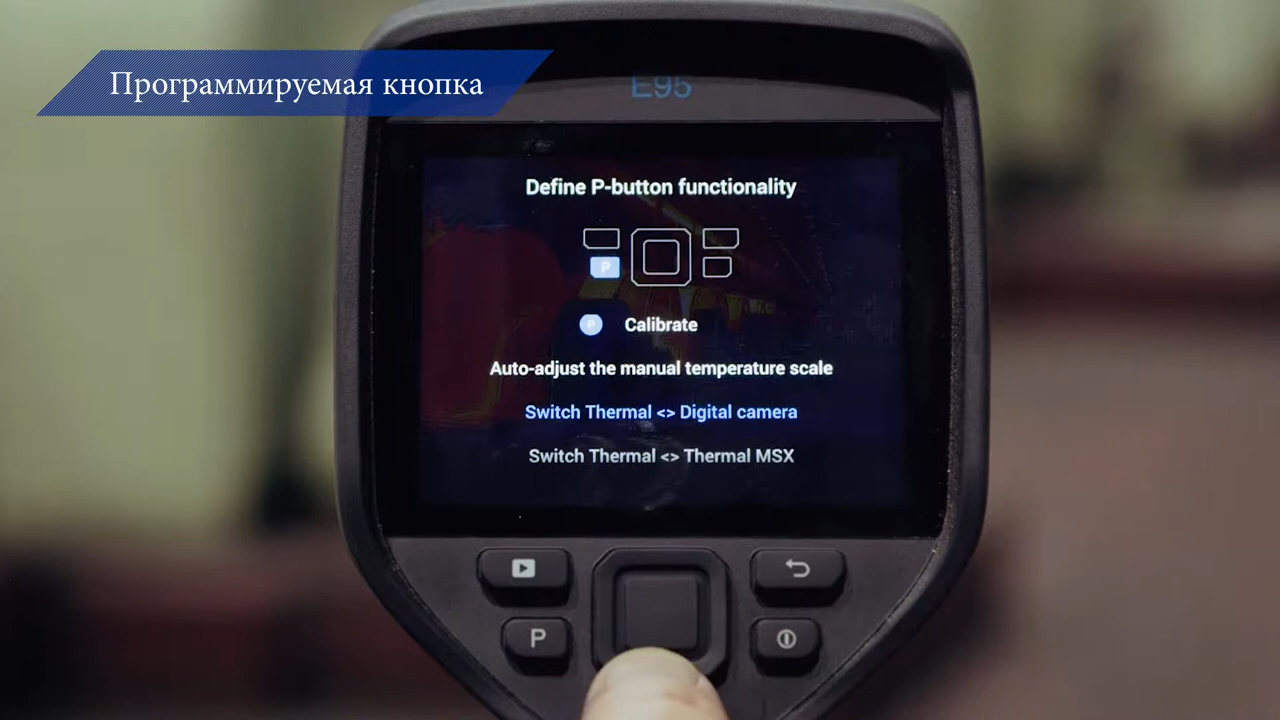 Программируемая кнопка
E95
Define P-button functionality
P
P Calibrate
Auto-adjust the manual temperature scale
Switch Thermal <> Digital camera
Switch Thermal <> Thermal MSX
P